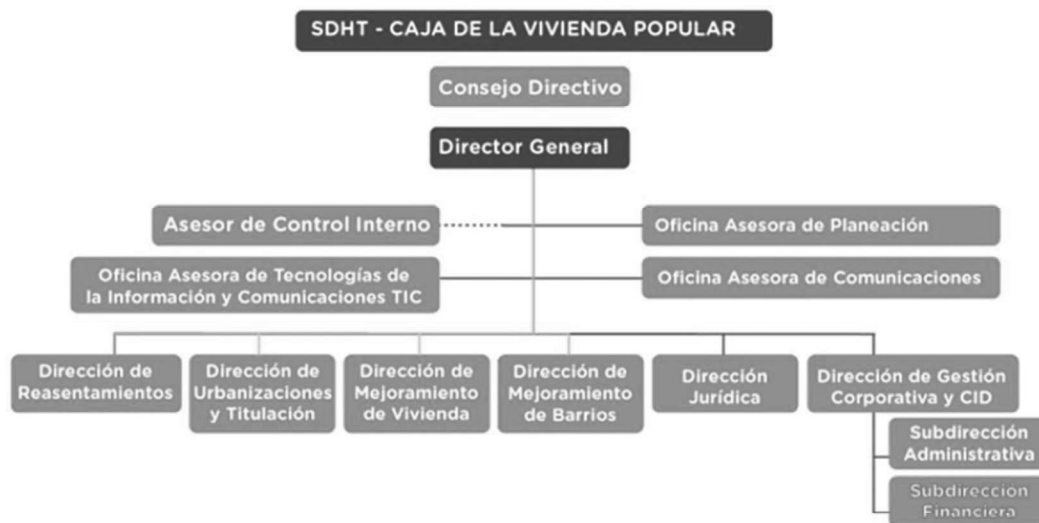 SDHT - CAJA DE LA VIVIENDA POPULAR
Consejo Directivo
Director General
Asesor de Control Interno
Oficina Asesora de Planeación
Oficina Asesora de Tecnologías de
la Información y Comunicaciones TIC
Oficina Asesora de Comunicaciones
Dirección de
Reasentamientos
Dirección de
Urbanizaciones
y Titulación
Dirección de
Mejoramiento
de Vivienda
Dirección de
Mejoramiento
de Barrios
Dirección
Jurídica
Dirección de Gestión
Corporativa y CID
Subdirección
Administrativa
Subdirección
Financiera